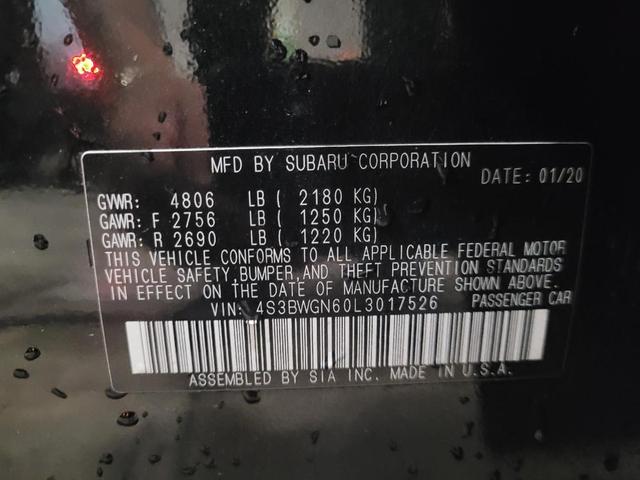 MFD BY SUBARU CORPORATION
DATE: 01/20
GVWR: 4806 LB ( 2180 KG)
GAWR: F 2756 LB ( 1250 KG)
GAWR: R 2690 LB ( 1220 KG)
THIS VEHICLE CONFORMS TO ALL APPLICABLE FEDERAL MOTOR
VEHICLE SAFETY,BUMPER,AND THEFT PREVENTION STANDARDS
IN EFFECT ON THE DATE OF MANUFACTURE SHOWN ABOVE.
VIN: 4S3BWGN60L3017526 PASSENGER CAR
ASSEMBLED BY SIA INC. MADE IN U.S.A.